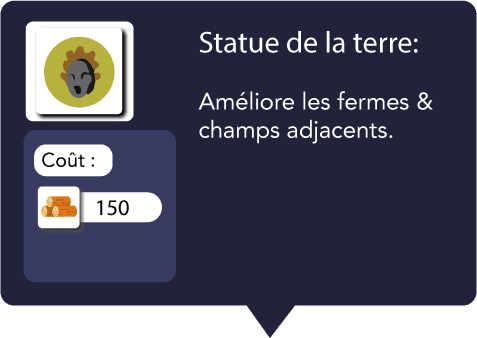 Statue de la terre:
Améliore les fermes &
champs adjacents.
Coût :
150